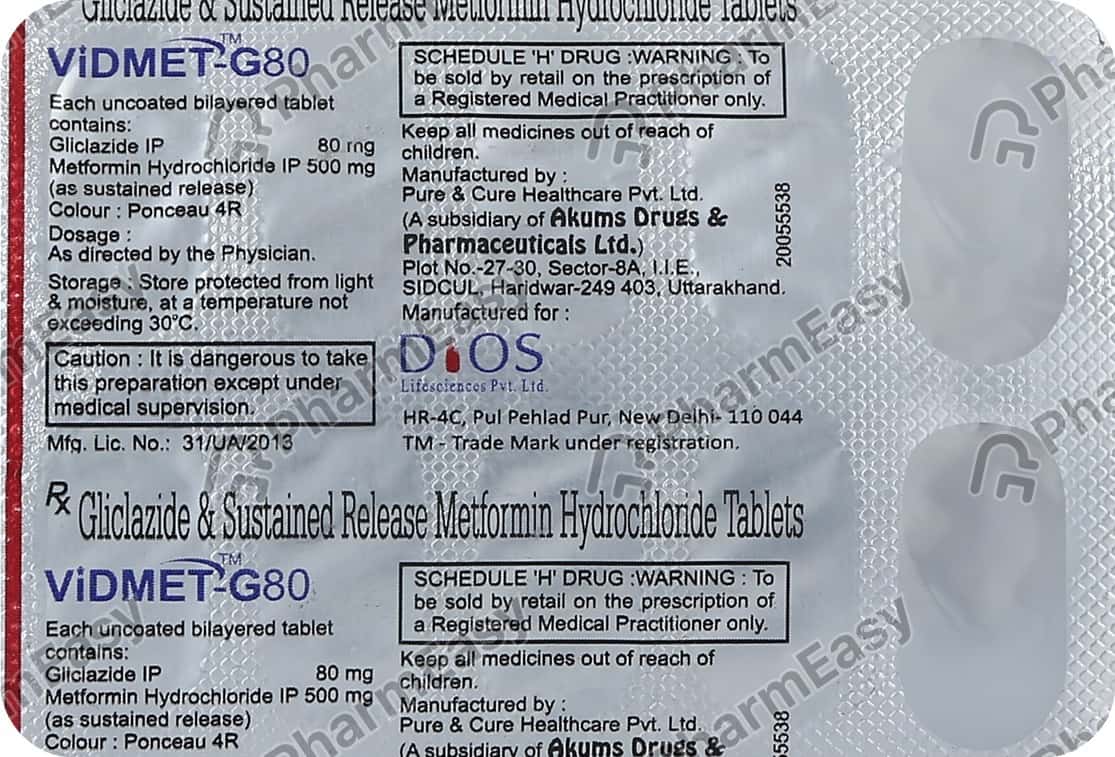 Gliclazide & Sustained Release Metformin Hydrochloride Tablets
ViDMET-G80™
Each uncoated bilayered tablet
contains:
Gliclazide IP 80 mg
Metformin Hydrochloride IP 500 mg
(as sustained release)
Colour : Ponceau 4R
Dosage :
As directed by the Physician.
Storage : Store protected from light
& moisture, at a temperature not
exceeding 30°C.
Caution : It is dangerous to take
this preparation except under
medical supervision.
Mfg. Lic. No.: 31/UA/2013
SCHEDULE 'H' DRUG :WARNING : To
be sold by retail on the prescription of
a Registered Medical Practitioner only.
Keep all medicines out of reach of
children.
Manufactured by :
Pure & Cure Healthcare Pvt. Ltd.
(A subsidiary of Akums Drugs &
Pharmaceuticals Ltd.)
Plot No.-27-30, Sector-8A, I.I.E.,
SIDCUL, Haridwar-249 403, Uttarakhand.
Manufactured for :
DiOS
Lifesciences Pvt. Ltd.
HR-4C, Pul Pehlad Pur, New Delhi- 110 044
TM - Trade Mark under registration.
20055538
Rx Gliclazide & Sustained Release Metformin Hydrochloride Tablets
ViDMET-G80™
Each uncoated bilayered tablet
contains:
Gliclazide IP 80 mg
Metformin Hydrochloride IP 500 mg
(as sustained release)
Colour : Ponceau 4R
SCHEDULE 'H' DRUG :WARNING : To
be sold by retail on the prescription of
a Registered Medical Practitioner only.
Keep all medicines out of reach of
children.
Manufactured by :
Pure & Cure Healthcare Pvt. Ltd.
(A subsidiary of Akums Drugs &
5538
PharmEasy
PharmEasy
PharmEasy
PharmEasy